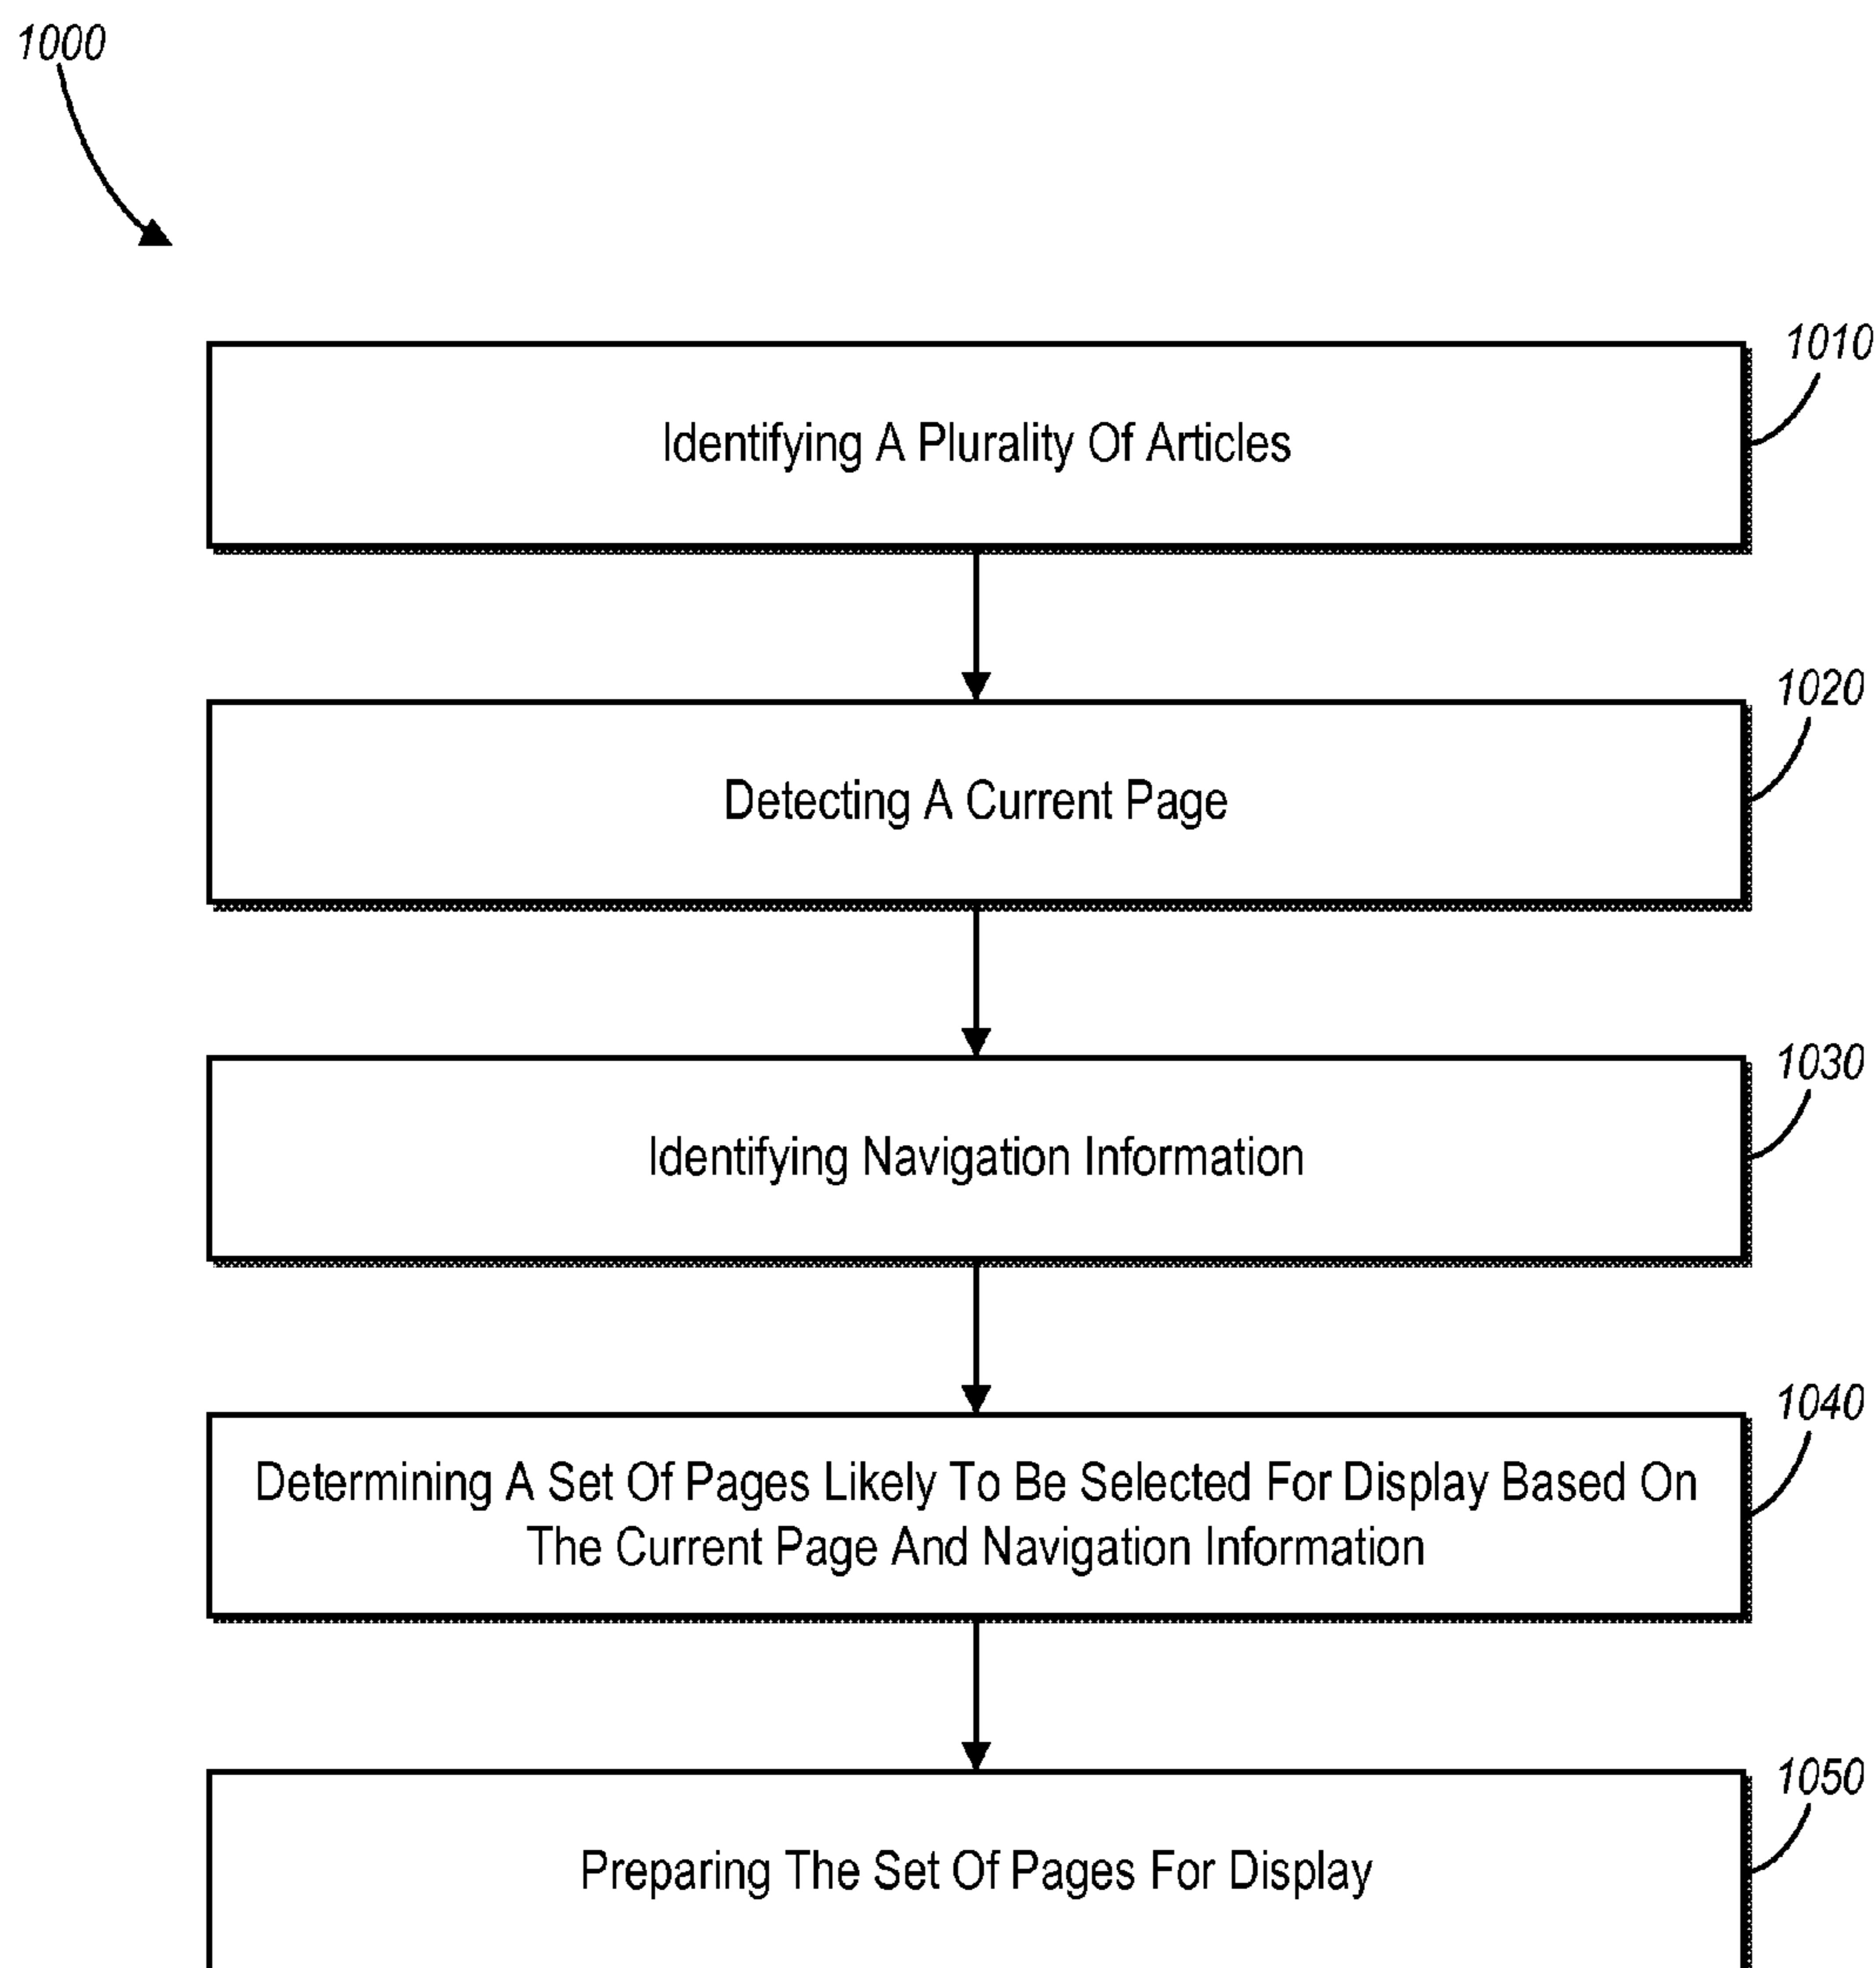 1000
1010
Identifying A Plurality Of Articles
1020
Detecting A Current Page
1030
Identifying Navigation Information
1040
Determining A Set Of Pages Likely To Be Selected For Display Based On
The Current Page And Navigation Information
1050
Preparing The Set Of Pages For Display